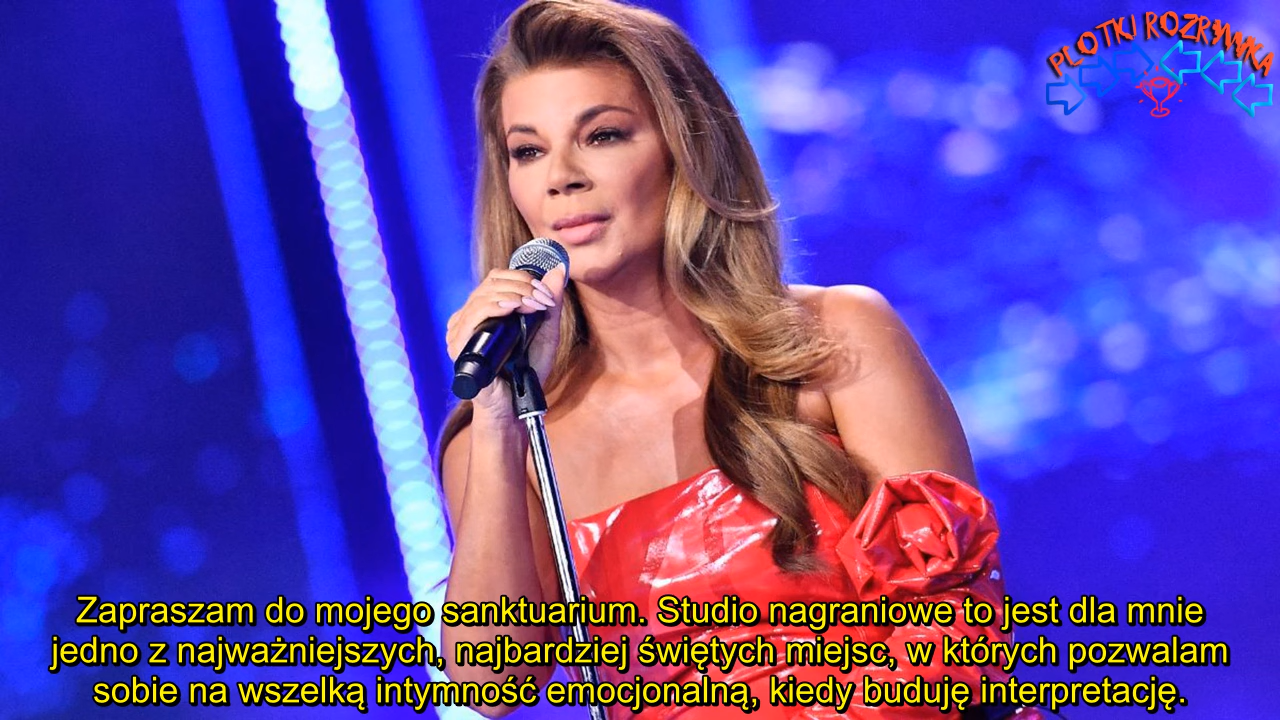 PLOTKI ROZRYWKA
Zapraszam do mojego sanktuarium. Studio nagraniowe to jest dla mnie
jedno z najważniejszych, najbardziej świętych miejsc, w których pozwalam
sobie na wszelką intymność emocjonalną, kiedy buduję interpretację.